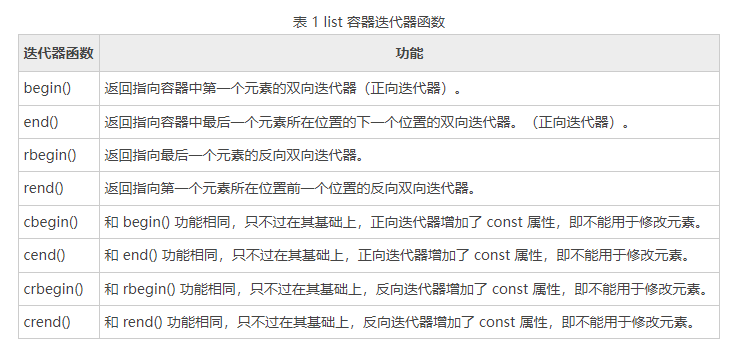 表 1 list 容器迭代器函数
迭代器函数 功能
begin() 返回指向容器中第一个元素的双向迭代器（正向迭代器）。
end() 返回指向容器中最后一个元素所在位置的下一个位置的双向迭代器。（正向迭代器）。
rbegin() 返回指向最后一个元素的反向双向迭代器。
rend() 返回指向第一个元素所在位置前一个位置的反向双向迭代器。
cbegin() 和 begin() 功能相同，只不过在其基础上，正向迭代器增加了 const 属性，即不能用于修改元素。
cend() 和 end() 功能相同，只不过在其基础上，正向迭代器增加了 const 属性，即不能用于修改元素。
crbegin() 和 rbegin() 功能相同，只不过在其基础上，反向迭代器增加了 const 属性，即不能用于修改元素。
crend() 和 rend() 功能相同，只不过在其基础上，反向迭代器增加了 const 属性，即不能用于修改元素。